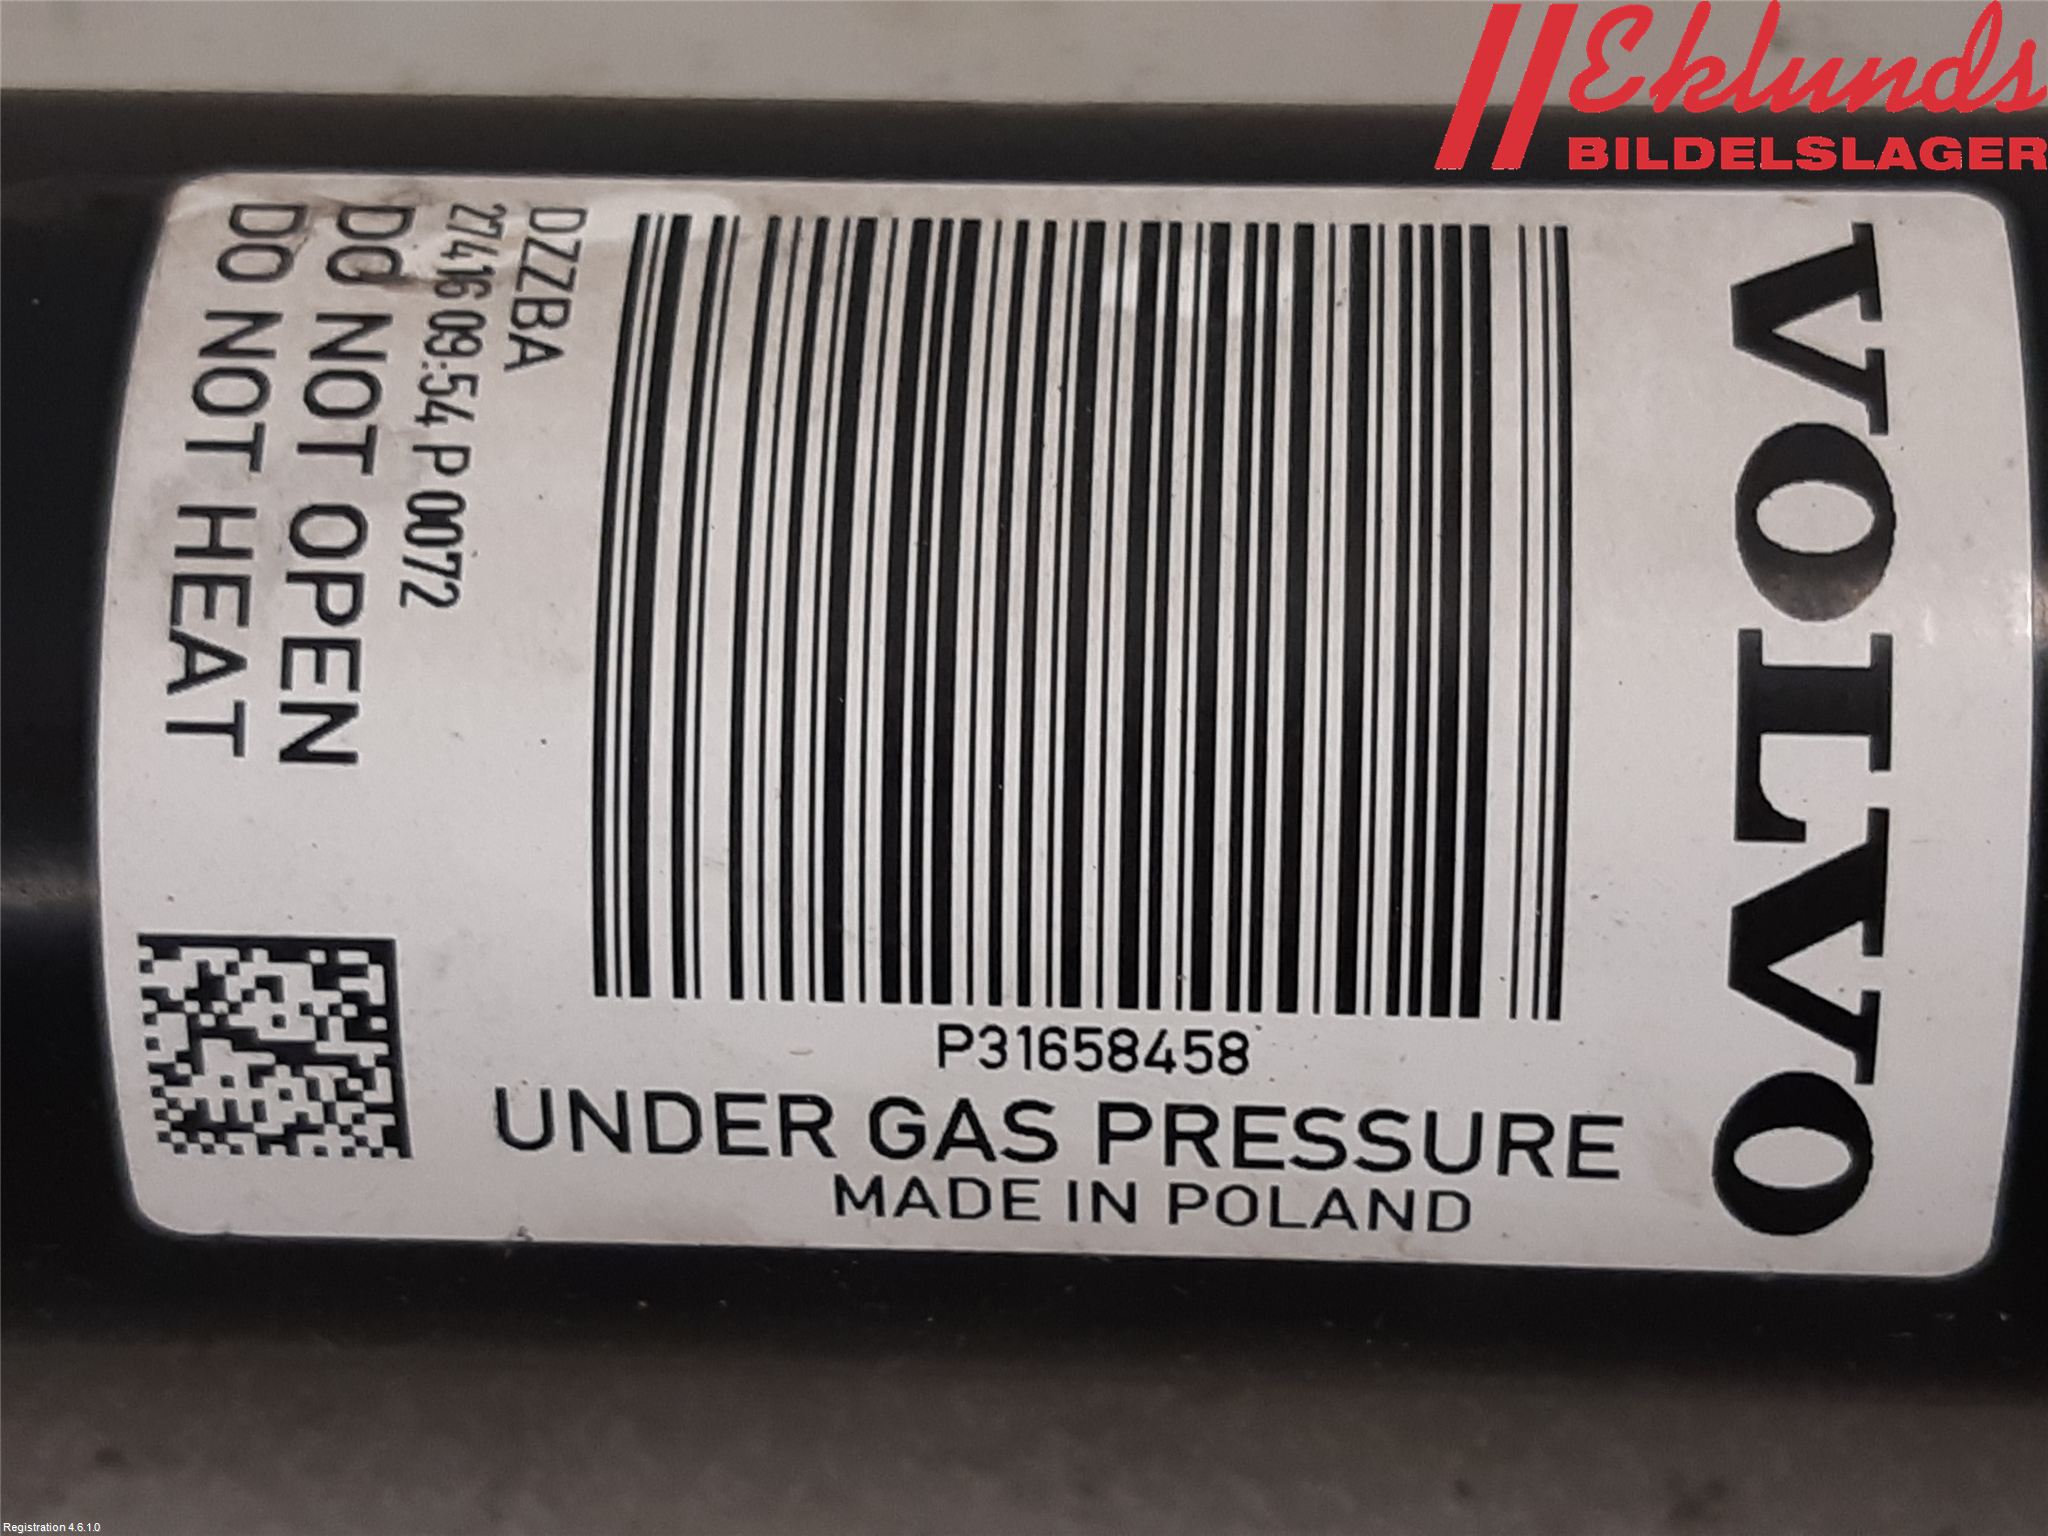 Eklunds
BILDELSLAGER
VOLVO
P31658458
UNDER GAS PRESSURE
MADE IN POLAND
DZZBA
27416 09:54 P 0072
DO NOT OPEN
DO NOT HEAT
Registration 4.6.1.0